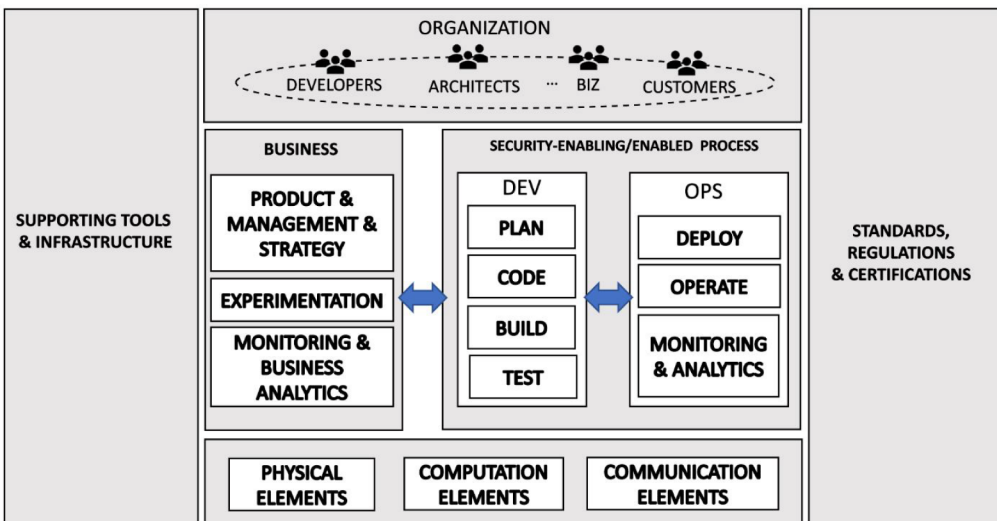 ORGANIZATION
DEVELOPERS
ARCHITECTS
...
BIZ
CUSTOMERS
SUPPORTING TOOLS
& INFRASTRUCTURE
BUSINESS
PRODUCT &
MANAGEMENT &
STRATEGY
EXPERIMENTATION
MONITORING &
BUSINESS
ANALYTICS
SECURITY-ENABLING/ENABLED PROCESS
DEV
PLAN
CODE
BUILD
TEST
OPS
DEPLOY
OPERATE
MONITORING
& ANALYTICS
STANDARDS,
REGULATIONS
& CERTIFICATIONS
PHYSICAL
ELEMENTS
COMPUTATION
ELEMENTS
COMMUNICATION
ELEMENTS